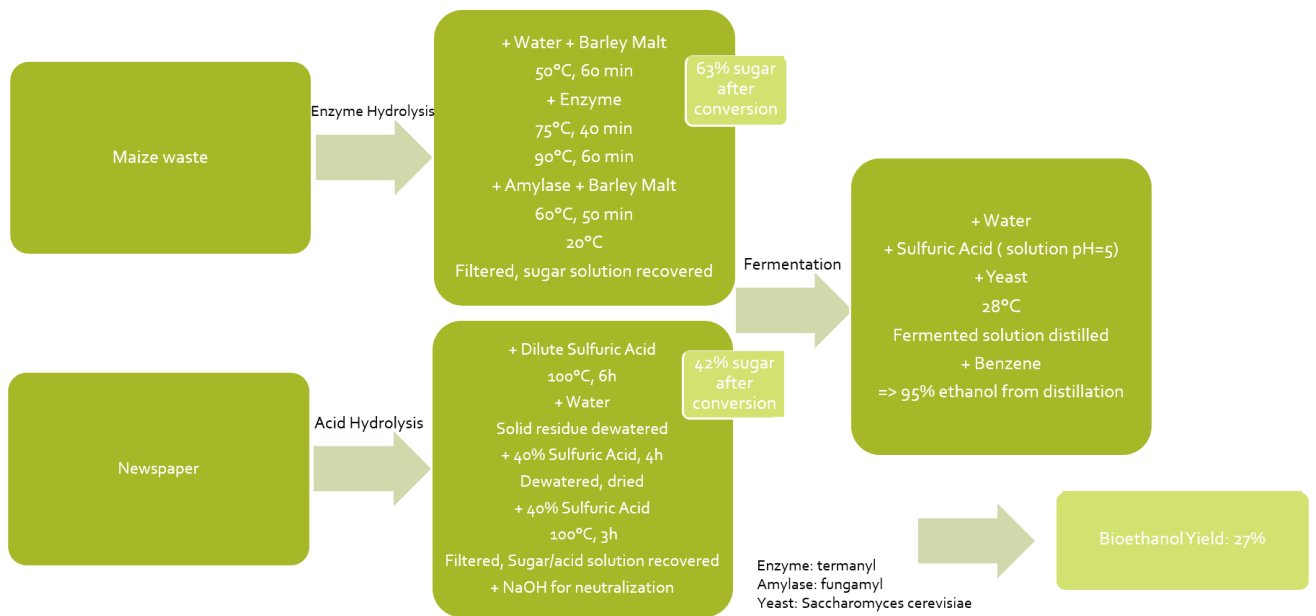 Maize waste
Enzyme Hydrolysis
+ Water + Barley Malt
50°C, 60 min
+ Enzyme
75°C, 40 min
90°C, 60 min
+ Amylase + Barley Malt
60°C, 50 min
20°C
Filtered, sugar solution recovered
63% sugar
after
conversion
Newspaper
Acid Hydrolysis
+ Dilute Sulfuric Acid
100°C, 6h
+ Water
Solid residue dewatered
+ 40% Sulfuric Acid, 4h
Dewatered, dried
+ 40% Sulfuric Acid
100°C, 3h
Filtered, Sugar/acid solution recovered
+ NaOH for neutralization
42% sugar
after
conversion
Fermentation
+ Water
+ Sulfuric Acid ( solution pH=5)
+ Yeast
28°C
Fermented solution distilled
+ Benzene
=> 95% ethanol from distillation
Enzyme: termanyl
Amylase: fungamyl
Yeast: Saccharomyces cerevisiae
Bioethanol Yield: 27%